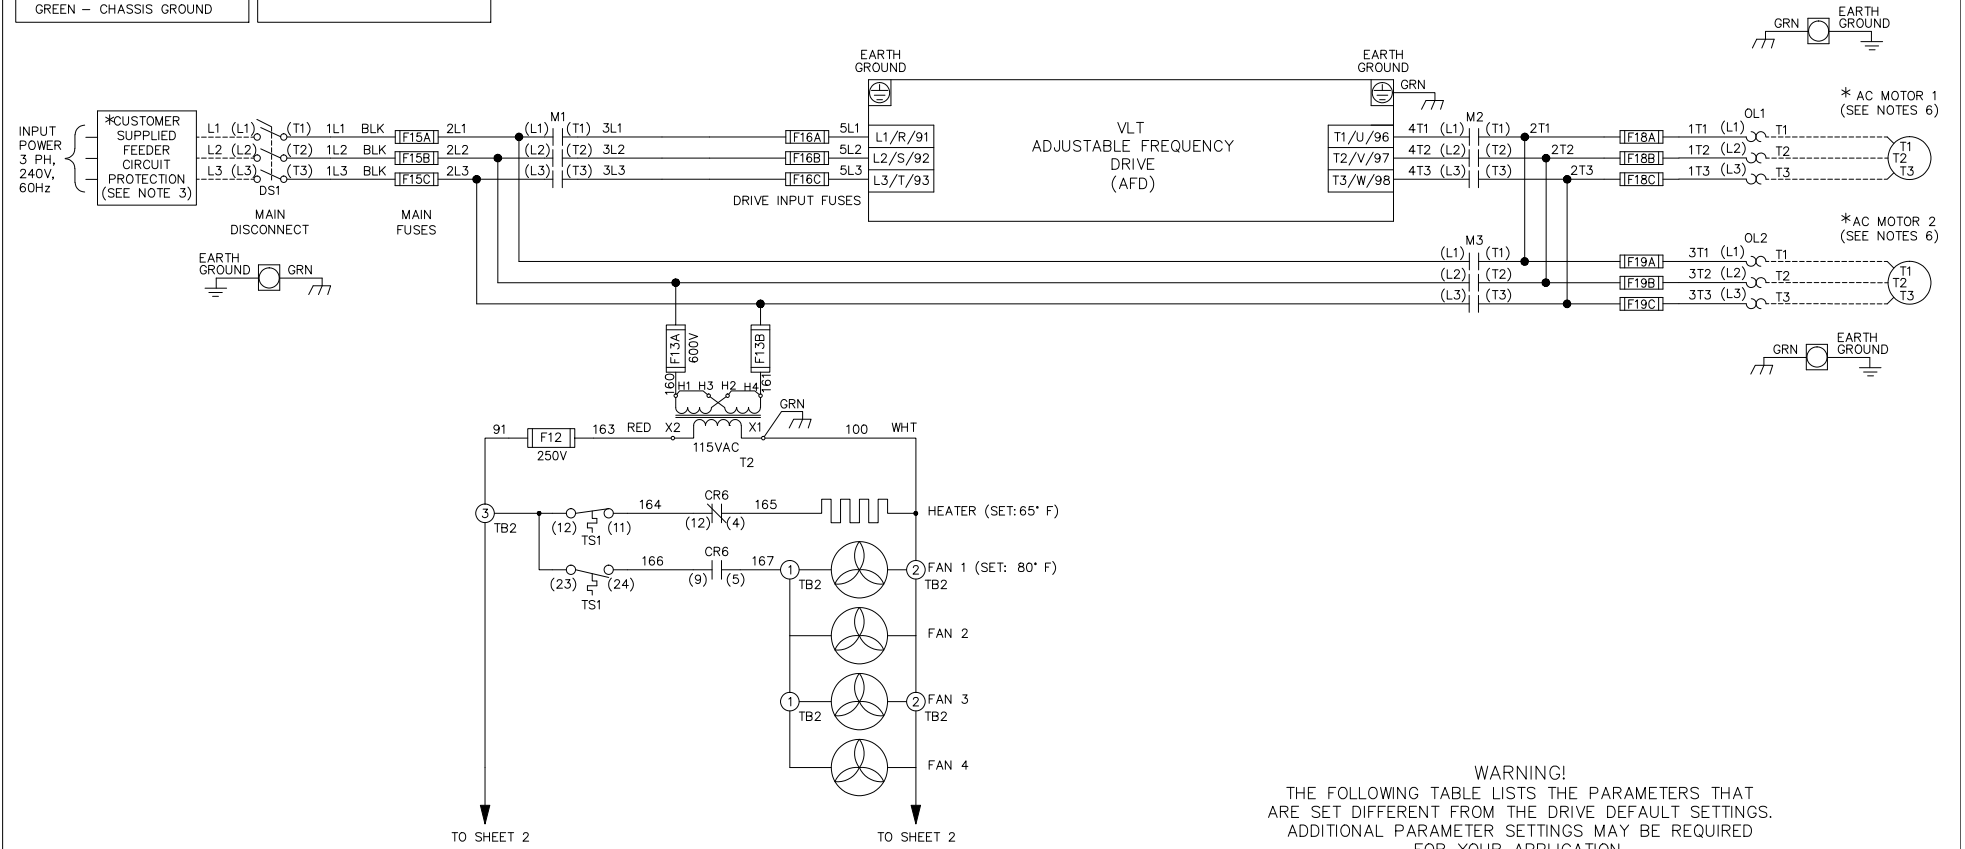 GREEN – CHASSIS GROUND
GRN
EARTH
GROUND
EARTH
GROUND
EARTH
GROUND
GRN
INPUT
POWER
3 PH,
240V,
60Hz
*CUSTOMER
SUPPLIED
FEEDER
CIRCUIT
PROTECTION
(SEE NOTE 3)
L1 (L1) (T1) 1L1 BLK F15A 2L1 (L1) M1 (T1) 3L1 F16A 5L1 L1/R/91
L2 (L2) (T2) 1L2 BLK F15B 2L2 (L2) (T2) 3L2 F16B 5L2 L2/S/92
L3 (L3) (T3) 1L3 BLK F15C 2L3 (L3) (T3) 3L3 F16C 5L3 L3/T/93
DS1
MAIN
DISCONNECT
MAIN
FUSES
DRIVE INPUT FUSES
VLT
ADJUSTABLE FREQUENCY
DRIVE
(AFD)
M2
OL1
T1/U/96 4T1 (L1) (T1) 2T1 F18A 1T1 (L1) T1
T2/V/97 4T2 (L2) (T2) 2T2 F18B 1T2 (L2) T2
T3/W/98 4T3 (L3) (T3) 2T3 F18C 1T3 (L3) T3
* AC MOTOR 1
(SEE NOTES 6)
T1
T2
T3
EARTH
GROUND
GRN
M3
OL2
(L1) (T1) F19A 3T1 (L1) T1
(L2) (T2) F19B 3T2 (L2) T2
(L3) (T3) F19C 3T3 (L3) T3
*AC MOTOR 2
(SEE NOTES 6)
T1
T2
T3
GRN
EARTH
GROUND
F13A
600V
F13B
160
161
H1 H3 H2 H4
GRN
91 F12 163 RED X2 X1 100 WHT
250V
115VAC
T2
3
TB2
(12) (11) 164 CR6 (12) (4) 165 HEATER (SET:65° F)
TS1
(23) (24) 166 CR6 (9) (5) 167 1 TB2 2 TB2 FAN 1 (SET: 80° F)
TS1
FAN 2
1 TB2 2 TB2 FAN 3
FAN 4
TO SHEET 2
TO SHEET 2
WARNING!
THE FOLLOWING TABLE LISTS THE PARAMETERS THAT
ARE SET DIFFERENT FROM THE DRIVE DEFAULT SETTINGS.
ADDITIONAL PARAMETER SETTINGS MAY BE REQUIRED
FOR YOUR APPLICATION